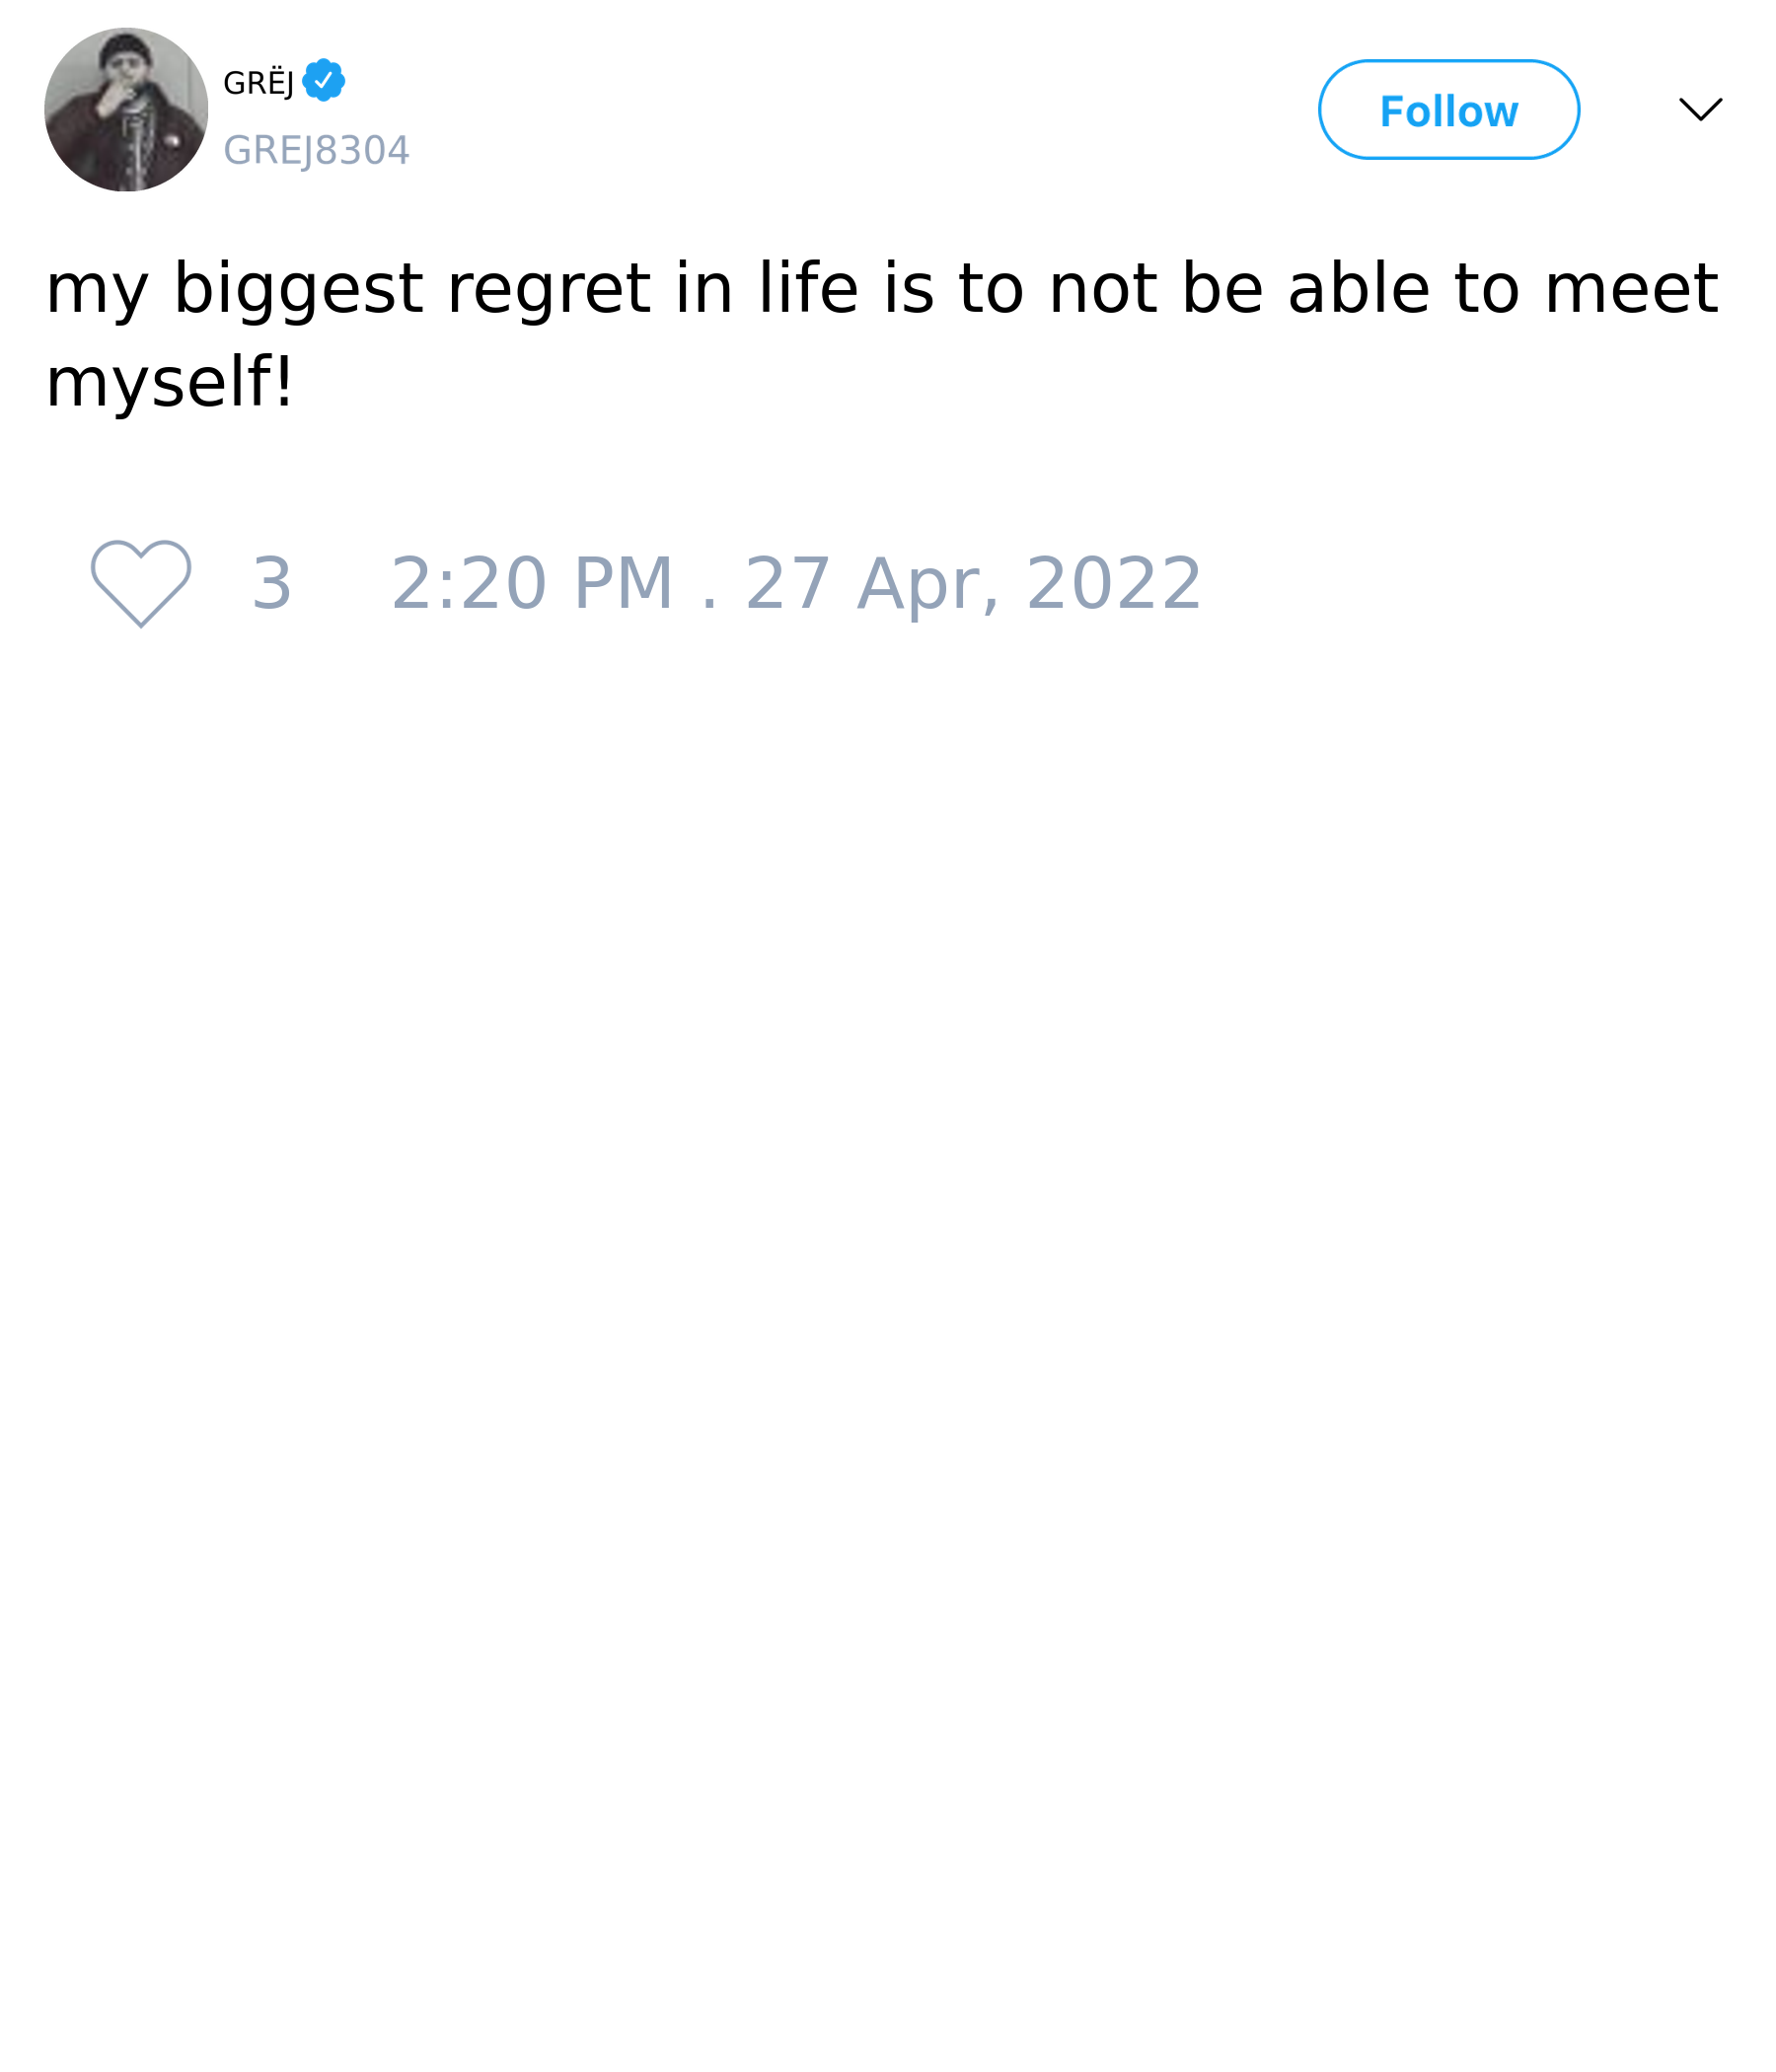 GRËJ
GREJ8304
Follow
my biggest regret in life is to not be able to meet
myself!
3 2:20 PM . 27 Apr, 2022